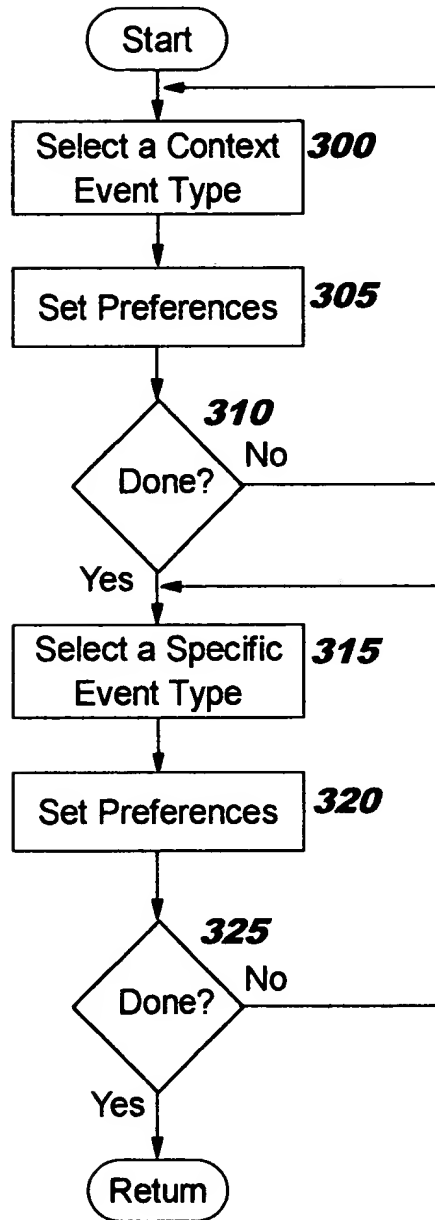 Start
Select a Context 300
Event Type
Set Preferences 305
310
Done? No
Yes
Select a Specific 315
Event Type
Set Preferences 320
325
Done? No
Yes
Return